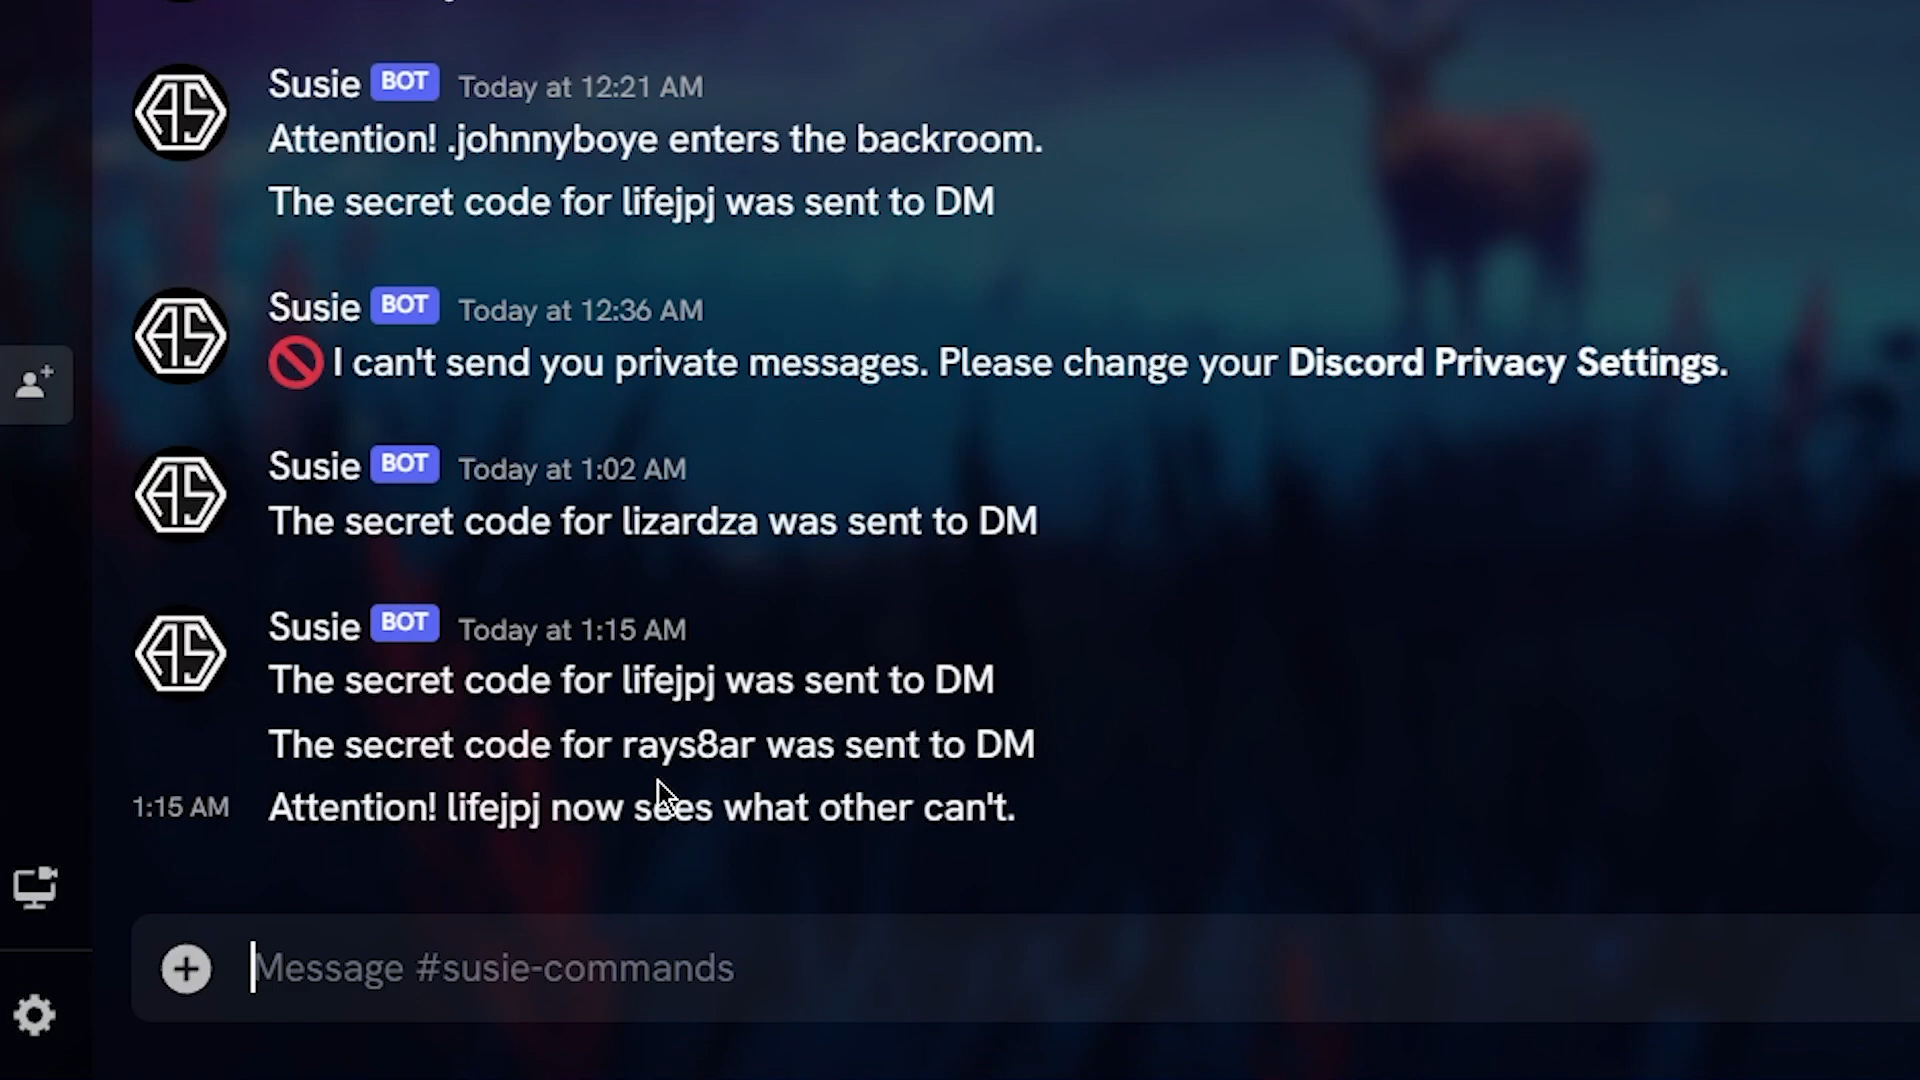 Susie BOT Today at 12:21 AM
Attention! .johnnyboye enters the backroom.
The secret code for lifejpj was sent to DM
Susie BOT Today at 12:36 AM
I can't send you private messages. Please change your Discord Privacy Settings.
Susie BOT Today at 1:02 AM
The secret code for lizardza was sent to DM
Susie BOT Today at 1:15 AM
The secret code for lifejpj was sent to DM
The secret code for rays8ar was sent to DM
1:15 AM Attention! lifejpj now sees what other can't.
Message #susie-commands